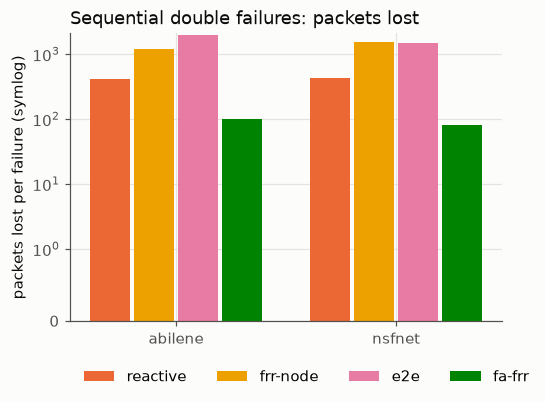 Sequential double failures: packets lost
packets lost per failure (symlog)
10³
10²
10¹
10⁰
0
abilene nsfnet
reactive frr-node e2e fa-frr